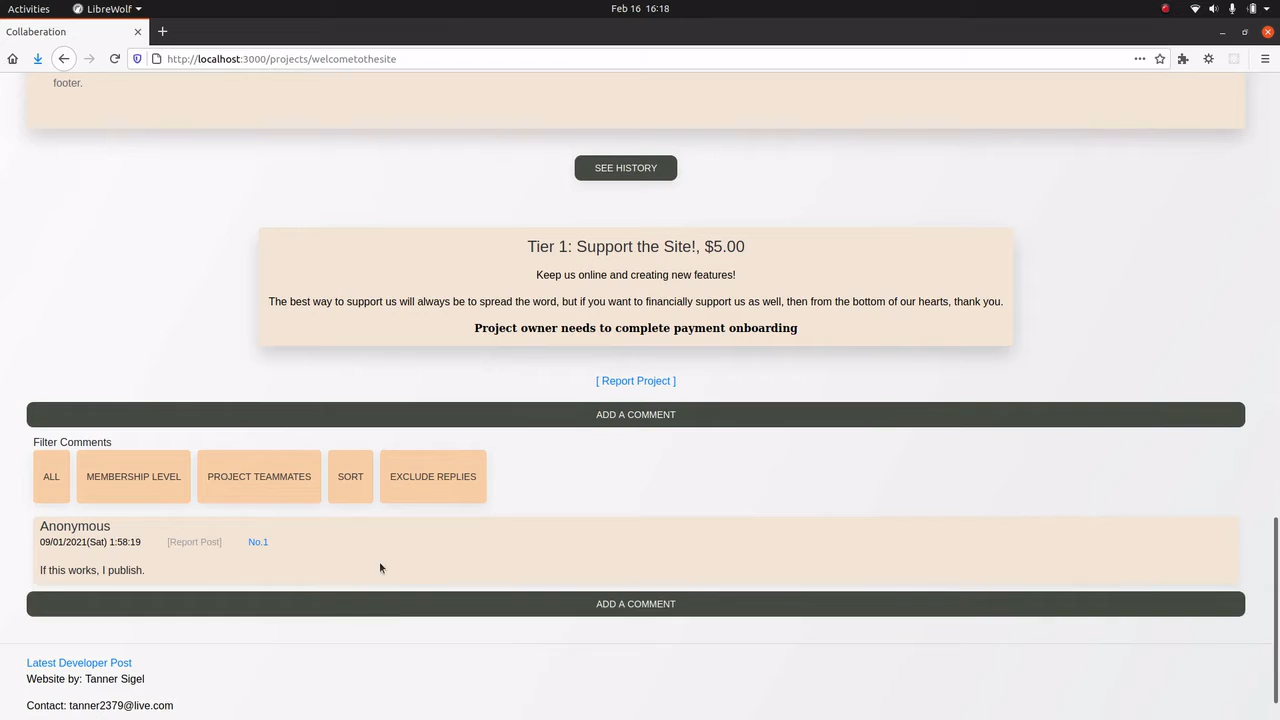 Activities LibreWolf Feb 16 16:18
Collaberation
http://localhost:3000/projects/welcometothesite
footer.
SEE HISTORY
Tier 1: Support the Site!, $5.00
Keep us online and creating new features!
The best way to support us will always be to spread the word, but if you want to financially support us as well, then from the bottom of our hearts, thank you.
Project owner needs to complete payment onboarding
[ Report Project ]
ADD A COMMENT
Filter Comments
ALL MEMBERSHIP LEVEL PROJECT TEAMMATES SORT EXCLUDE REPLIES
Anonymous
09/01/2021(Sat) 1:58:19 [Report Post] No.1
If this works, I publish.
ADD A COMMENT
Latest Developer Post
Website by: Tanner Sigel
Contact: tanner2379@live.com